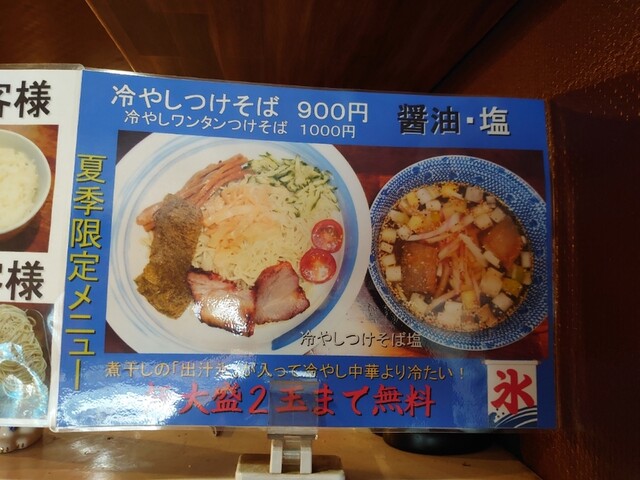 客様
冷やしつけそば 900円
冷やしワンタンつけそば 1000円
醤油・塩
夏季限定メニュー
冷やしつけそば塩
煮干しの「出汁氷」が入って冷やし中華より冷たい！
大盛2玉まで無料
氷
客様